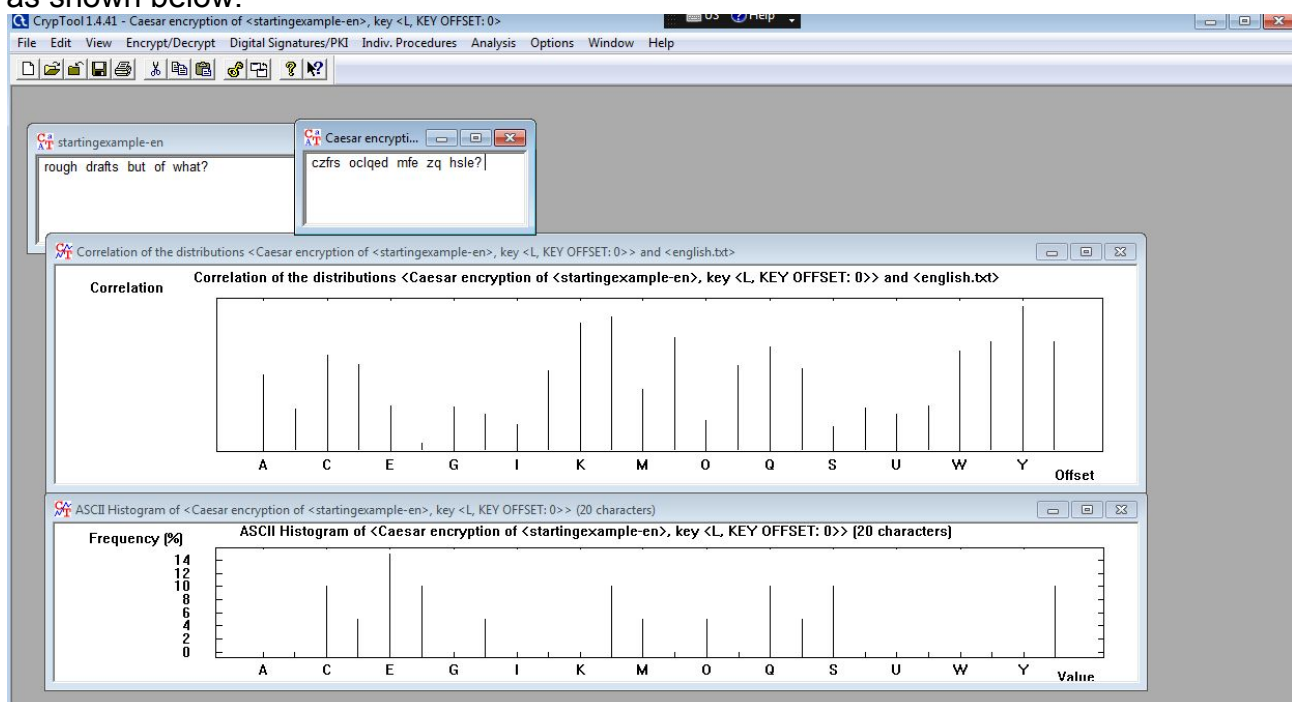 as shown below.
CrypTool 1.4.41 - Caesar encryption of <startingexample-en>, key <L, KEY OFFSET: 0>
US Help
File Edit View Encrypt/Decrypt Digital Signatures/PKI Indiv. Procedures Analysis Options Window Help
startingexample-en
rough drafts but of what?
Caesar encrypti...
czfrs oclqed mfe zq hsle?
Correlation of the distributions <Caesar encryption of <startingexample-en>, key <L, KEY OFFSET: 0>> and <english.txt>
Correlation of the distributions <Caesar encryption of <startingexample-en>, key <L, KEY OFFSET: 0>> and <english.txt>
Correlation
A C E G I K M O Q S U W Y
Offset
ASCII Histogram of <Caesar encryption of <startingexample-en>, key <L, KEY OFFSET: 0>> (20 characters)
ASCII Histogram of <Caesar encryption of <startingexample-en>, key <L, KEY OFFSET: 0>> (20 characters)
Frequency (%)
14
12
10
8
6
4
2
0
A C E G I K M O Q S U W Y
Value